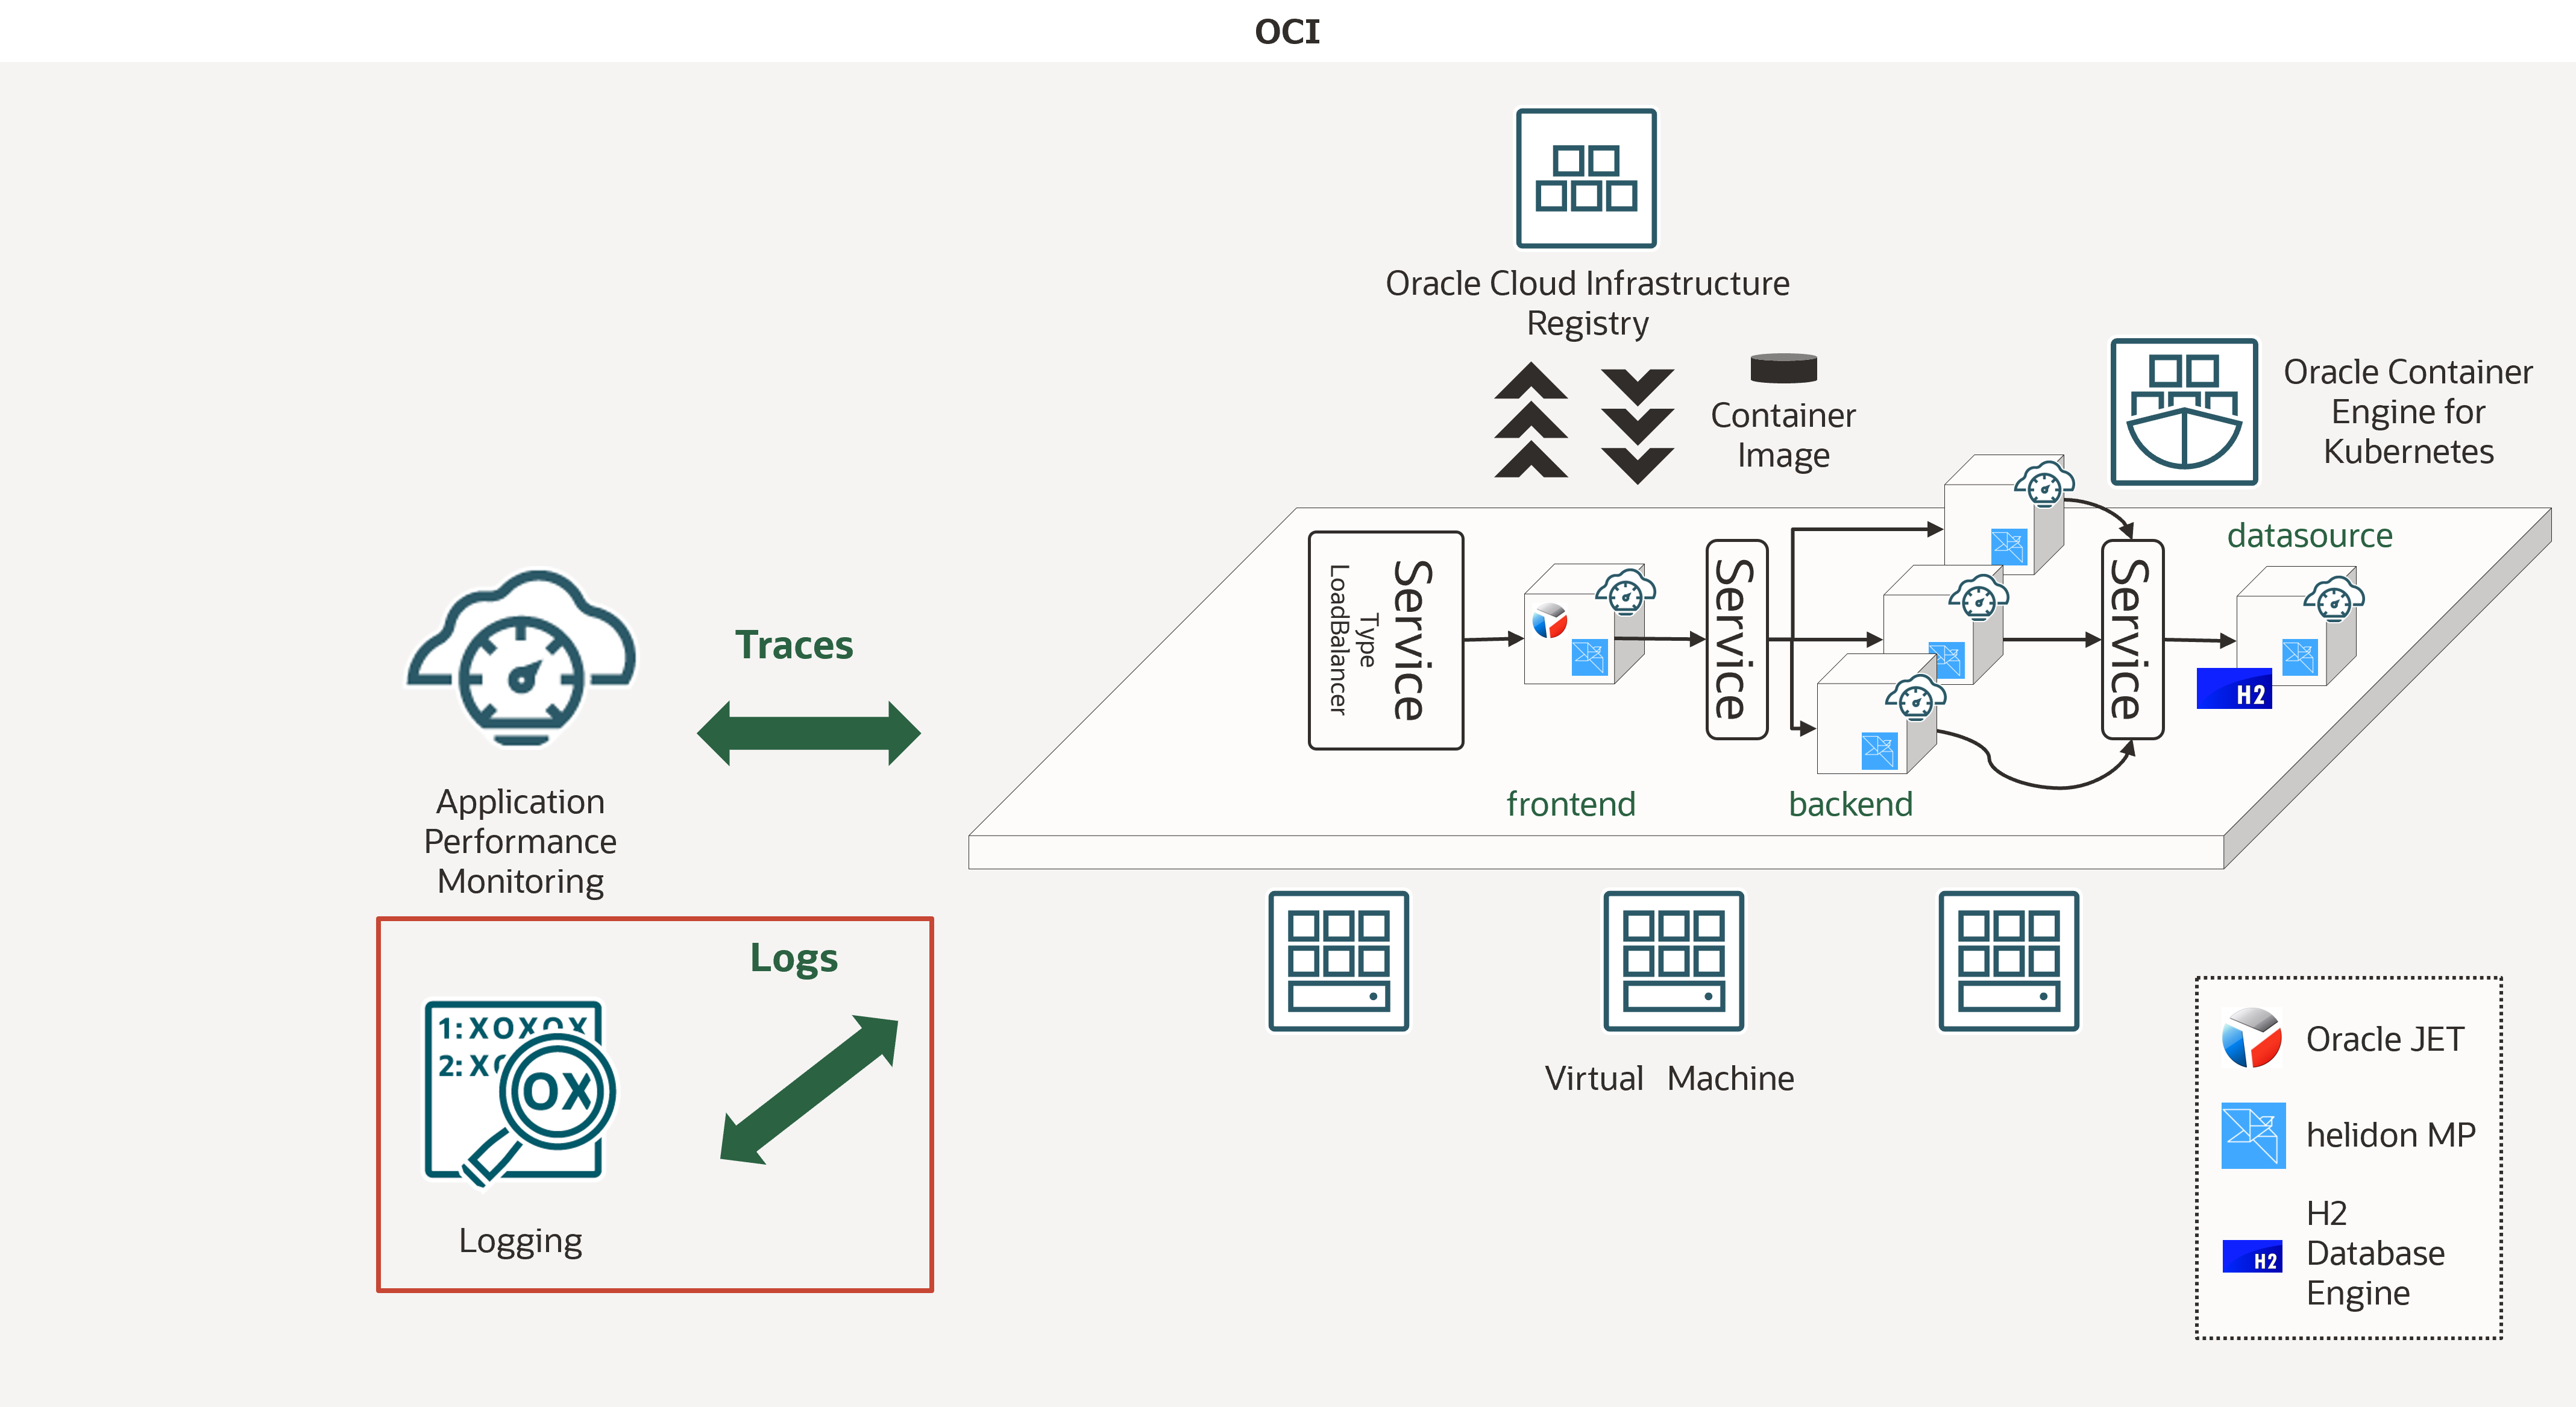 OCI
Oracle Cloud Infrastructure
Registry
Container
Image
Oracle Container
Engine for
Kubernetes
Service
Type
LoadBalancer
Service
Service
datasource
H2
frontend
backend
Traces
Application
Performance
Monitoring
Logs
1: XOXOX
2: XO
OX
Logging
Virtual Machine
Oracle JET
helidon MP
H2
H2
Database
Engine